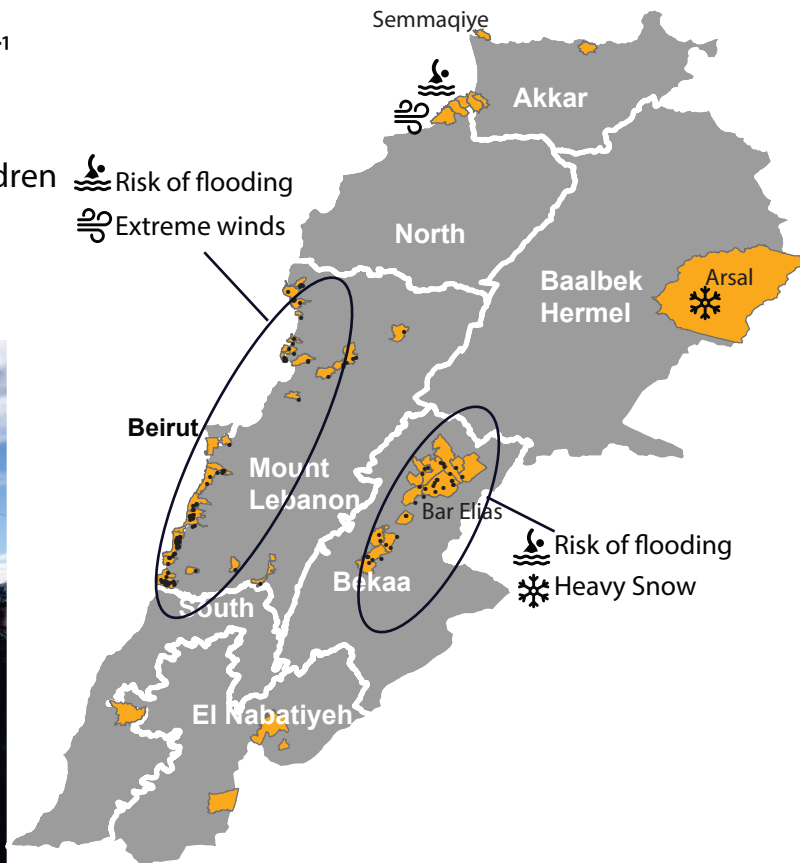 Semmaqiye
1
Akkar
dren
Risk of flooding
Extreme winds
North
Baalbek
Hermel
Arsal
Beirut
Mount
Lebanon
Bar Elias
Risk of flooding
Heavy Snow
Bekaa
South
El Nabatiyeh